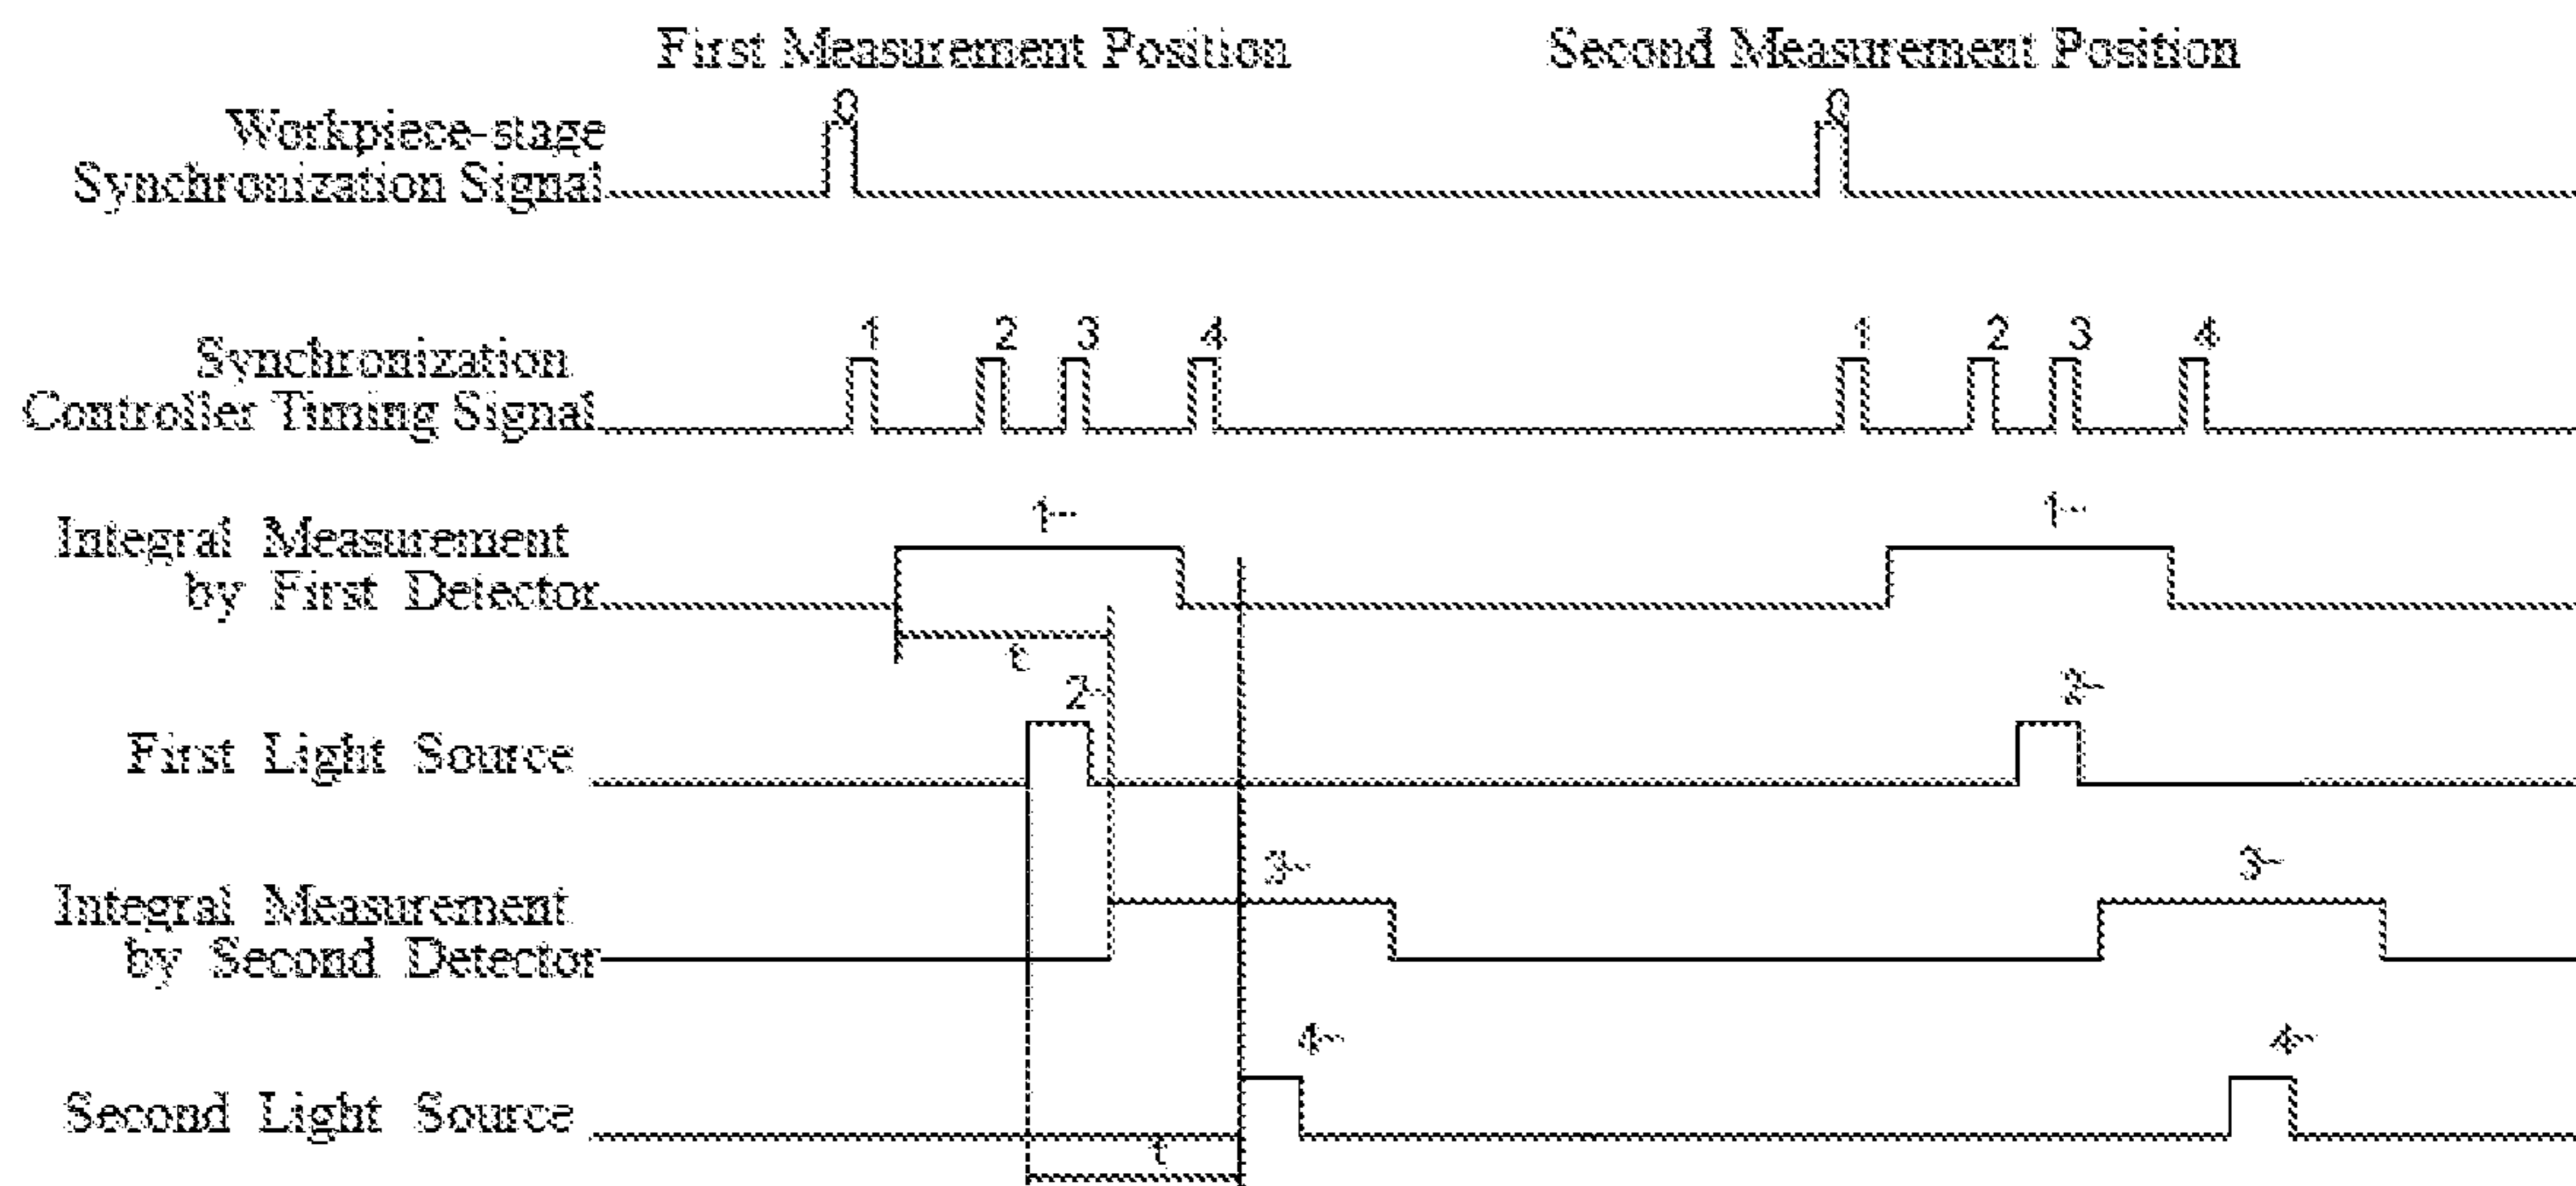 First Measurement Position
Second Measurement Position
Workpiece-stage
Synchronization Signal
0
0
Synchronization
Controller Timing Signal
1
2
3
4
1
2
3
4
Integral Measurement
by First Detector
1~
1~
t
First Light Source
2~
2~
Integral Measurement
by Second Detector
3~
3~
Second Light Source
4~
4~
t